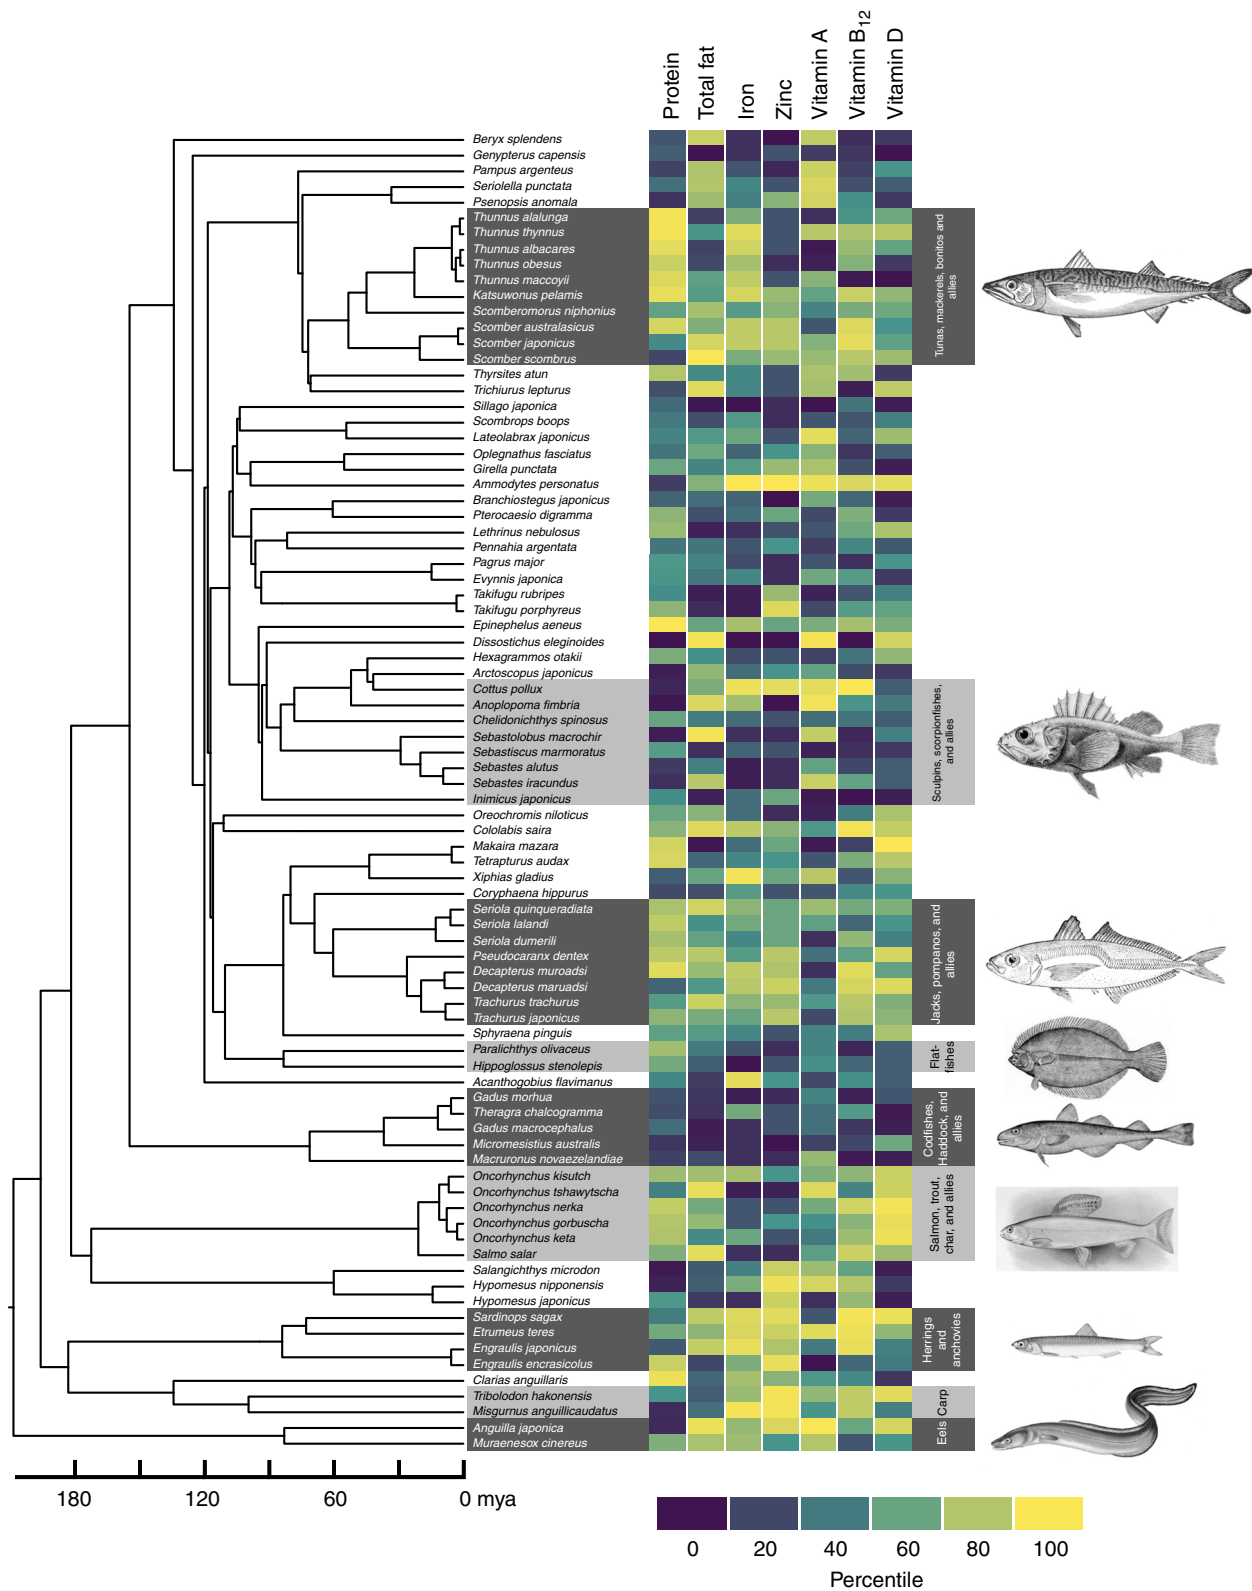 Protein
Total fat
Iron
Zinc
Vitamin A
Vitamin B12
Vitamin D
Beryx splendens
Genypterus capensis
Pampus argenteus
Seriolella punctata
Psenopsis anomala
Thunnus alalunga
Thunnus thynnus
Thunnus albacares
Thunnus obesus
Thunnus maccoyii
Katsuwonus pelamis
Scomberomorus niphonius
Scomber australasicus
Scomber japonicus
Scomber scombrus
Tunas, mackerels, bonitos and
allies
Thyrsites atun
Trichiurus lepturus
Sillago japonica
Scombrops boops
Lateolabrax japonicus
Oplegnathus fasciatus
Girella punctata
Ammodytes personatus
Branchiostegus japonicus
Pterocaesio digramma
Lethrinus nebulosus
Pennahia argentata
Pagrus major
Evynnis japonica
Takifugu rubripes
Takifugu porphyreus
Epinephelus aeneus
Dissostichus eleginoides
Hexagrammos otakii
Arctoscopus japonicus
Cottus pollux
Anoplopoma fimbria
Chelidonichthys spinosus
Sebastolobus macrochir
Sebastiscus marmoratus
Sebastes alutus
Sebastes iracundus
Inimicus japonicus
Sculpins, scorpionfishes,
and allies
Oreochromis niloticus
Cololabis saira
Makaira mazara
Tetrapturus audax
Xiphias gladius
Coryphaena hippurus
Seriola quinqueradiata
Seriola lalandi
Seriola dumerili
Pseudocaranx dentex
Decapterus muroadsi
Decapterus maruadsi
Trachurus trachurus
Trachurus japonicus
Jacks, pompanos, and
allies
Sphyraena pinguis
Paralichthys olivaceus
Hippoglossus stenolepis
Flat-
fishes
Acanthogobius flavimanus
Gadus morhua
Theragra chalcogramma
Gadus macrocephalus
Micromesistius australis
Macruronus novaezelandiae
Codfishes,
Haddock, and
allies
Oncorhynchus kisutch
Oncorhynchus tshawytscha
Oncorhynchus nerka
Oncorhynchus gorbuscha
Oncorhynchus keta
Salmo salar
Salmon, trout,
char, and allies
Salangichthys microdon
Hypomesus nipponensis
Hypomesus japonicus
Sardinops sagax
Etrumeus teres
Engraulis japonicus
Engraulis encrasicolus
Herrings
and
anchovies
Clarias anguillaris
Tribolodon hakonensis
Misgurnus anguillicaudatus
Carp
Anguilla japonica
Muraenesox cinereus
Eels
180
120
60
0 mya
0
20
40
60
80
100
Percentile